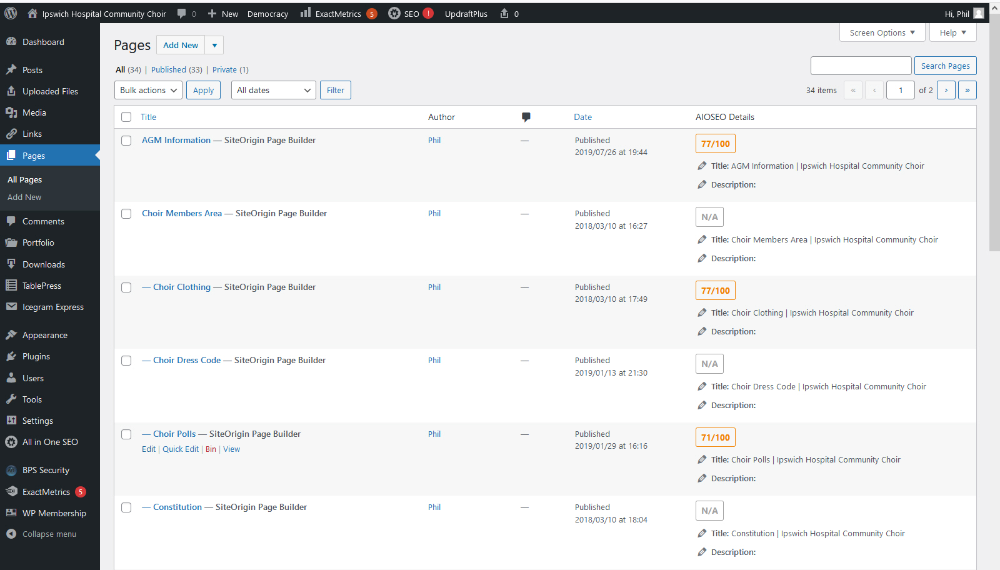 Ipswich Hospital Community Choir 0 New Democracy ExactMetrics 5 SEO ! UpdraftPlus 0 Hi, Phil
Dashboard
Posts
Uploaded Files
Media
Links
Pages
All Pages
Add New
Comments
Portfolio
Downloads
TablePress
Icegram Express
Appearance
Plugins
Users
Tools
Settings
All in One SEO
BPS Security
ExactMetrics 5
WP Membership
Collapse menu
Screen Options ▼ Help ▼
Pages Add New ▼
All (34) | Published (33) | Private (1)
Search Pages
Bulk actions Apply All dates Filter 34 items « ‹ 1 of 2 › »
Title Author Date AIOSEO Details
AGM Information — SiteOrigin Page Builder Phil — Published 77/100
2019/07/26 at 19:44
Title: AGM Information | Ipswich Hospital Community Choir
Description:
Choir Members Area — SiteOrigin Page Builder Phil — Published N/A
2018/03/10 at 16:27
Title: Choir Members Area | Ipswich Hospital Community Choir
Description:
— Choir Clothing — SiteOrigin Page Builder Phil — Published 77/100
2018/03/10 at 17:49
Title: Choir Clothing | Ipswich Hospital Community Choir
Description:
— Choir Dress Code — SiteOrigin Page Builder Phil — Published N/A
2019/01/13 at 21:30
Title: Choir Dress Code | Ipswich Hospital Community Choir
Description:
— Choir Polls — SiteOrigin Page Builder Phil — Published 71/100
Edit | Quick Edit | Bin | View 2019/01/29 at 16:16
Title: Choir Polls | Ipswich Hospital Community Choir
Description:
— Constitution — SiteOrigin Page Builder Phil — Published N/A
2018/03/10 at 18:04
Title: Constitution | Ipswich Hospital Community Choir
Description: